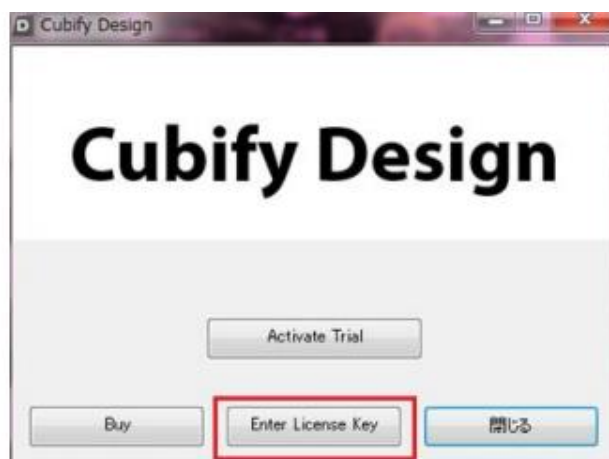 Cubify Design
Cubify Design
Activate Trial
Buy
Enter License Key
閉じる